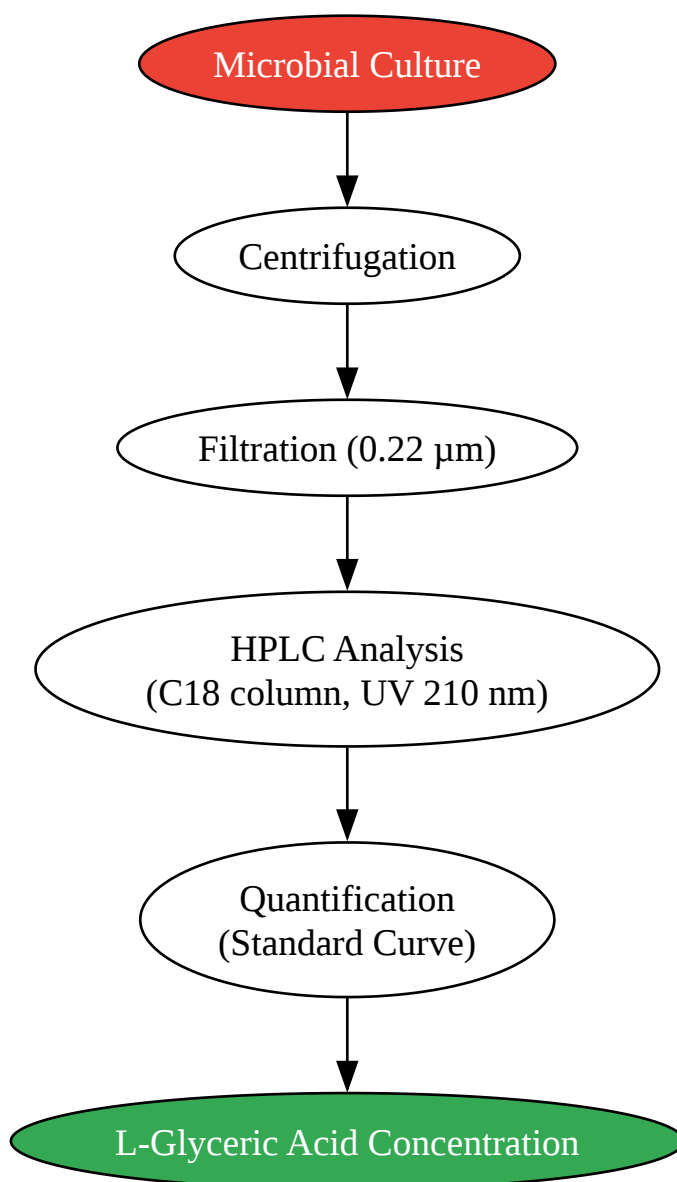 Microbial Culture
Centrifugation
Filtration (0.22 µm)
HPLC Analysis
(C18 column, UV 210 nm)
Quantification
(Standard Curve)
L-Glyceric Acid Concentration